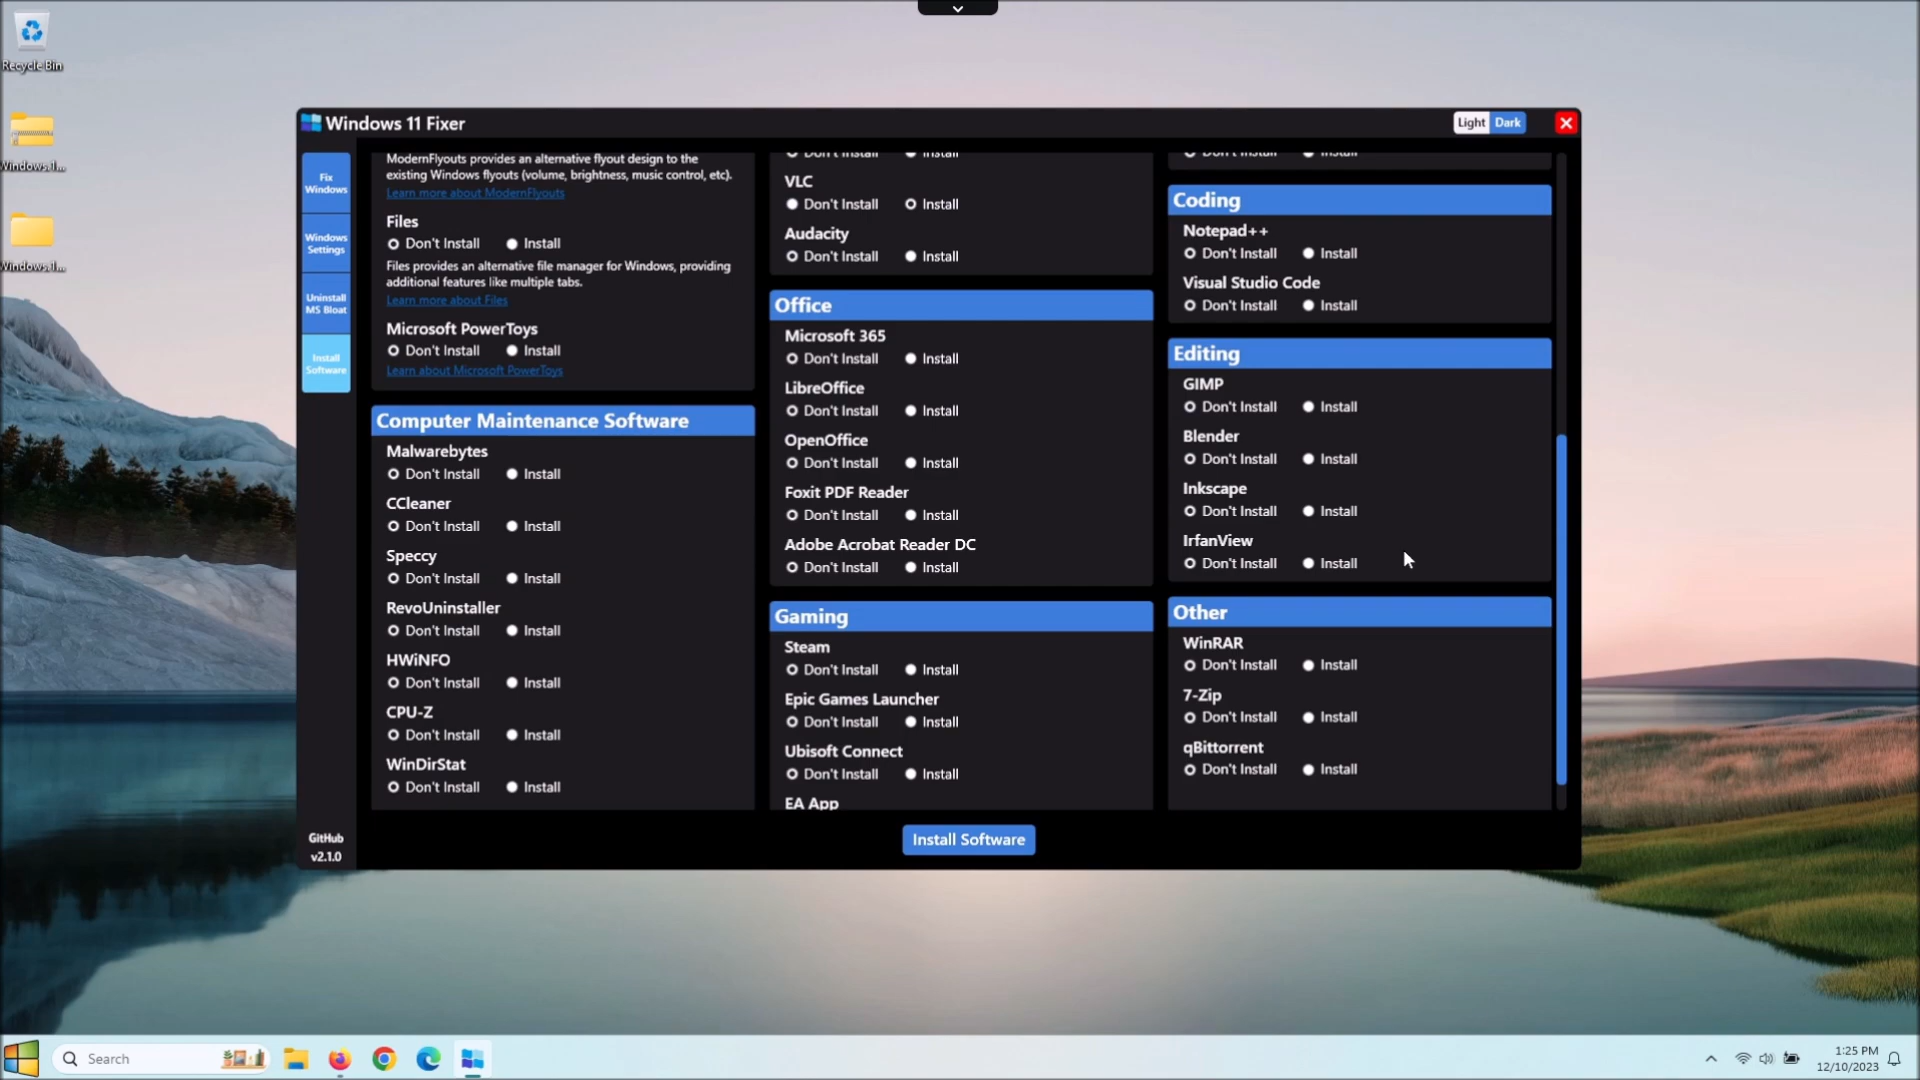 Recycle Bin
Windows.1...
Windows.1...
Windows 11 Fixer
Light
Dark
Fix
Windows
Windows
Settings
Uninstall
MS Bloat
Install
Software
GitHub
v2.1.0
ModernFlyouts provides an alternative flyout design to the
existing Windows flyouts (volume, brightness, music control, etc).
Learn more about ModernFlyouts
Files
Don't Install Install
Files provides an alternative file manager for Windows, providing
additional features like multiple tabs.
Learn more about Files
Microsoft PowerToys
Don't Install Install
Learn about Microsoft PowerToys
Computer Maintenance Software
Malwarebytes
Don't Install Install
CCleaner
Don't Install Install
Speccy
Don't Install Install
RevoUninstaller
Don't Install Install
HWiNFO
Don't Install Install
CPU-Z
Don't Install Install
WinDirStat
Don't Install Install
Don't Install Install
VLC
Don't Install Install
Audacity
Don't Install Install
Office
Microsoft 365
Don't Install Install
LibreOffice
Don't Install Install
OpenOffice
Don't Install Install
Foxit PDF Reader
Don't Install Install
Adobe Acrobat Reader DC
Don't Install Install
Gaming
Steam
Don't Install Install
Epic Games Launcher
Don't Install Install
Ubisoft Connect
Don't Install Install
EA App
Don't Install Install
Coding
Notepad++
Don't Install Install
Visual Studio Code
Don't Install Install
Editing
GIMP
Don't Install Install
Blender
Don't Install Install
Inkscape
Don't Install Install
IrfanView
Don't Install Install
Other
WinRAR
Don't Install Install
7-Zip
Don't Install Install
qBittorrent
Don't Install Install
Install Software
Search
1:25 PM
12/10/2023